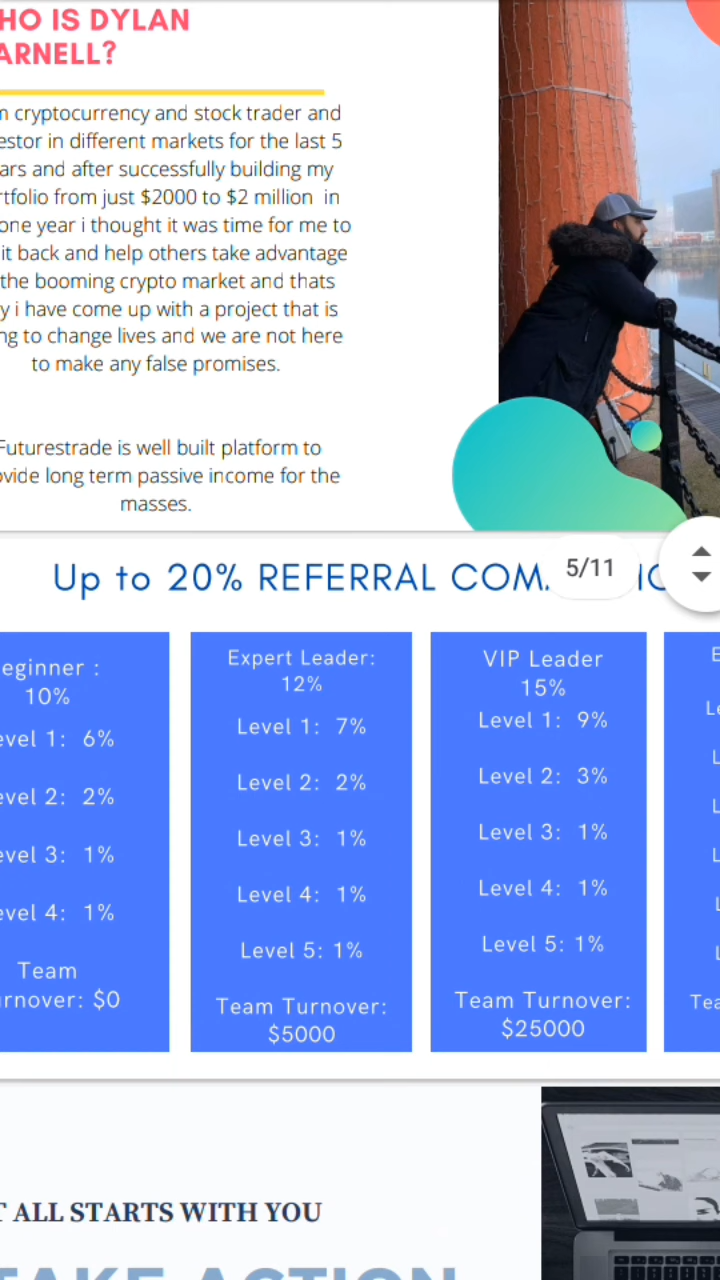 HO IS DYLAN
ARNELL?
m cryptocurrency and stock trader and
estor in different markets for the last 5
ars and after successfully building my
rtfolio from just $2000 to $2 million in
one year i thought it was time for me to
it back and help others take advantage
the booming crypto market and thats
y i have come up with a project that is
ng to change lives and we are not here
to make any false promises.
Futurestrade is well built platform to
ovide long term passive income for the
masses.
Up to 20% REFERRAL COM
5/11
eginner :
10%
evel 1: 6%
evel 2: 2%
evel 3: 1%
evel 4: 1%
Team
rnover: $0
Expert Leader:
12%
Level 1: 7%
Level 2: 2%
Level 3: 1%
Level 4: 1%
Level 5: 1%
Team Turnover:
$5000
VIP Leader
15%
Level 1: 9%
Level 2: 3%
Level 3: 1%
Level 4: 1%
Level 5: 1%
Team Turnover:
$25000
E
Le
L
L
L
L
L
Tea
T ALL STARTS WITH YOU
TAKE ACTION